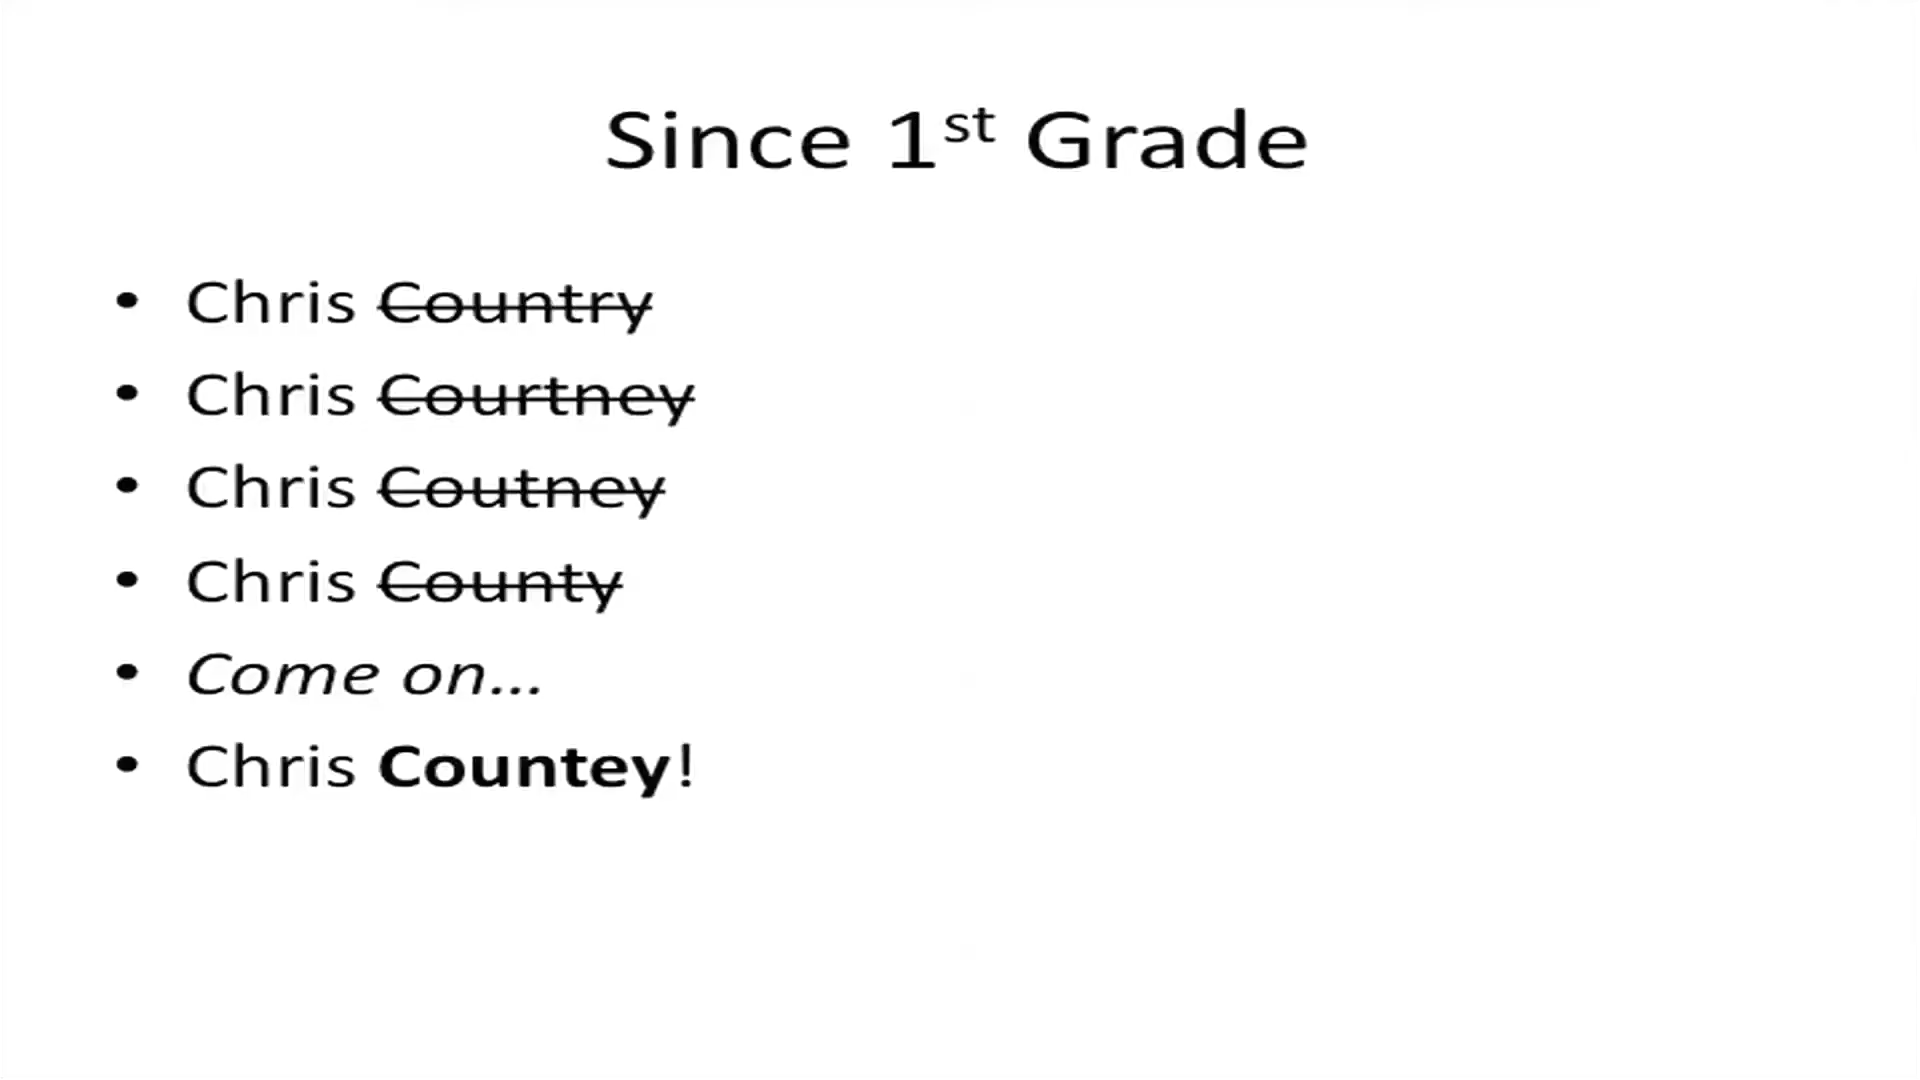 Since 1st Grade
• Chris Country
• Chris Courtney
• Chris Coutney
• Chris County
• Come on...
• Chris Countey!